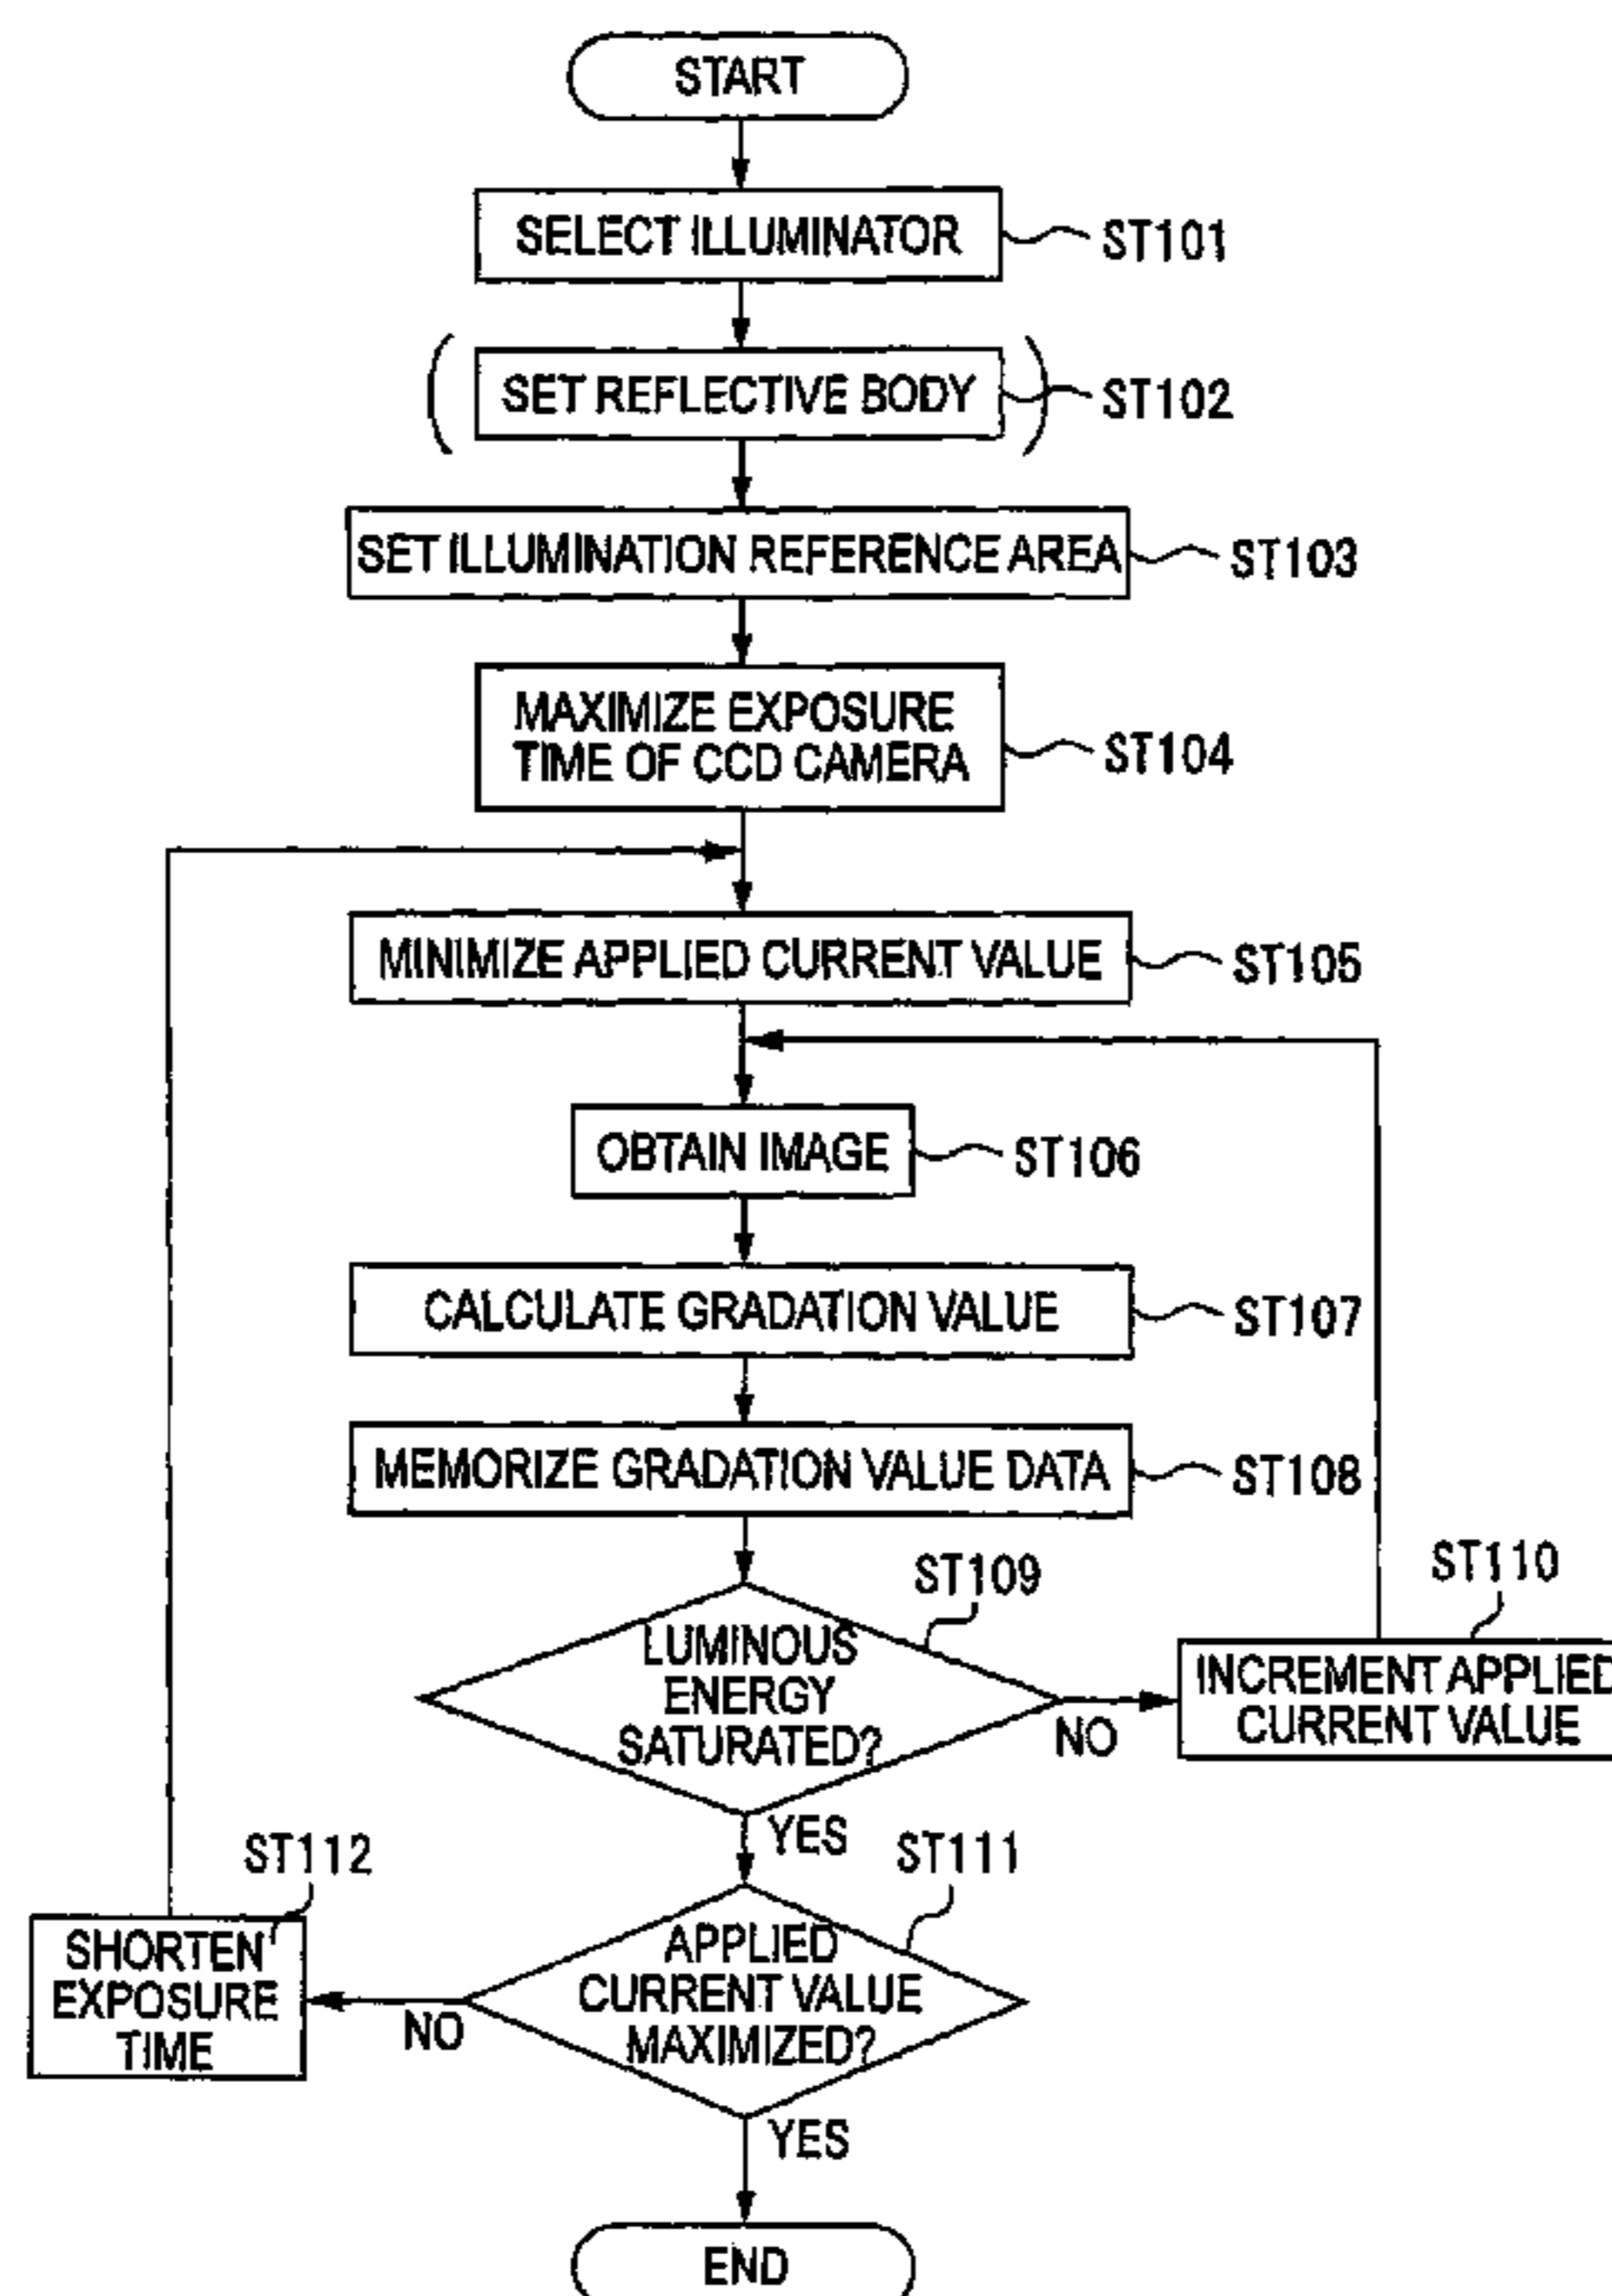 START
SELECT ILLUMINATOR
ST101
SET REFLECTIVE BODY
ST102
SET ILLUMINATION REFERENCE AREA
ST103
MAXIMIZE EXPOSURE
TIME OF CCD CAMERA
ST104
MINIMIZE APPLIED CURRENT VALUE
ST105
OBTAIN IMAGE
ST106
CALCULATE GRADATION VALUE
ST107
MEMORIZE GRADATION VALUE DATA
ST108
ST109
LUMINOUS
ENERGY
SATURATED?
NO
ST110
INCREMENT APPLIED
CURRENT VALUE
YES
ST111
APPLIED
CURRENT VALUE
MAXIMIZED?
NO
ST112
SHORTEN
EXPOSURE
TIME
YES
END